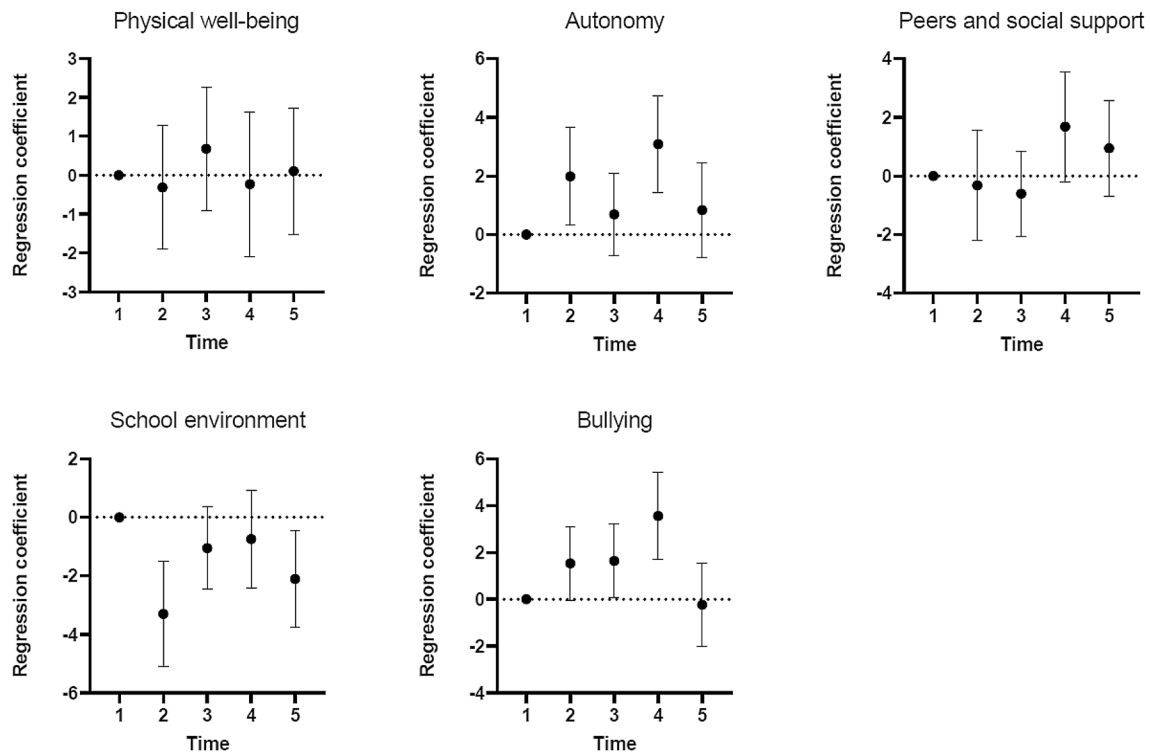 Physical well-being
Regression coefficient
3
2
1
0
-1
-2
-3
1 2 3 4 5
Time
Autonomy
Regression coefficient
6
4
2
0
-2
1 2 3 4 5
Time
Peers and social support
Regression coefficient
4
2
0
-2
-4
1 2 3 4 5
Time
School environment
Regression coefficient
2
0
-2
-4
-6
1 2 3 4 5
Time
Bullying
Regression coefficient
6
4
2
0
-2
-4
1 2 3 4 5
Time